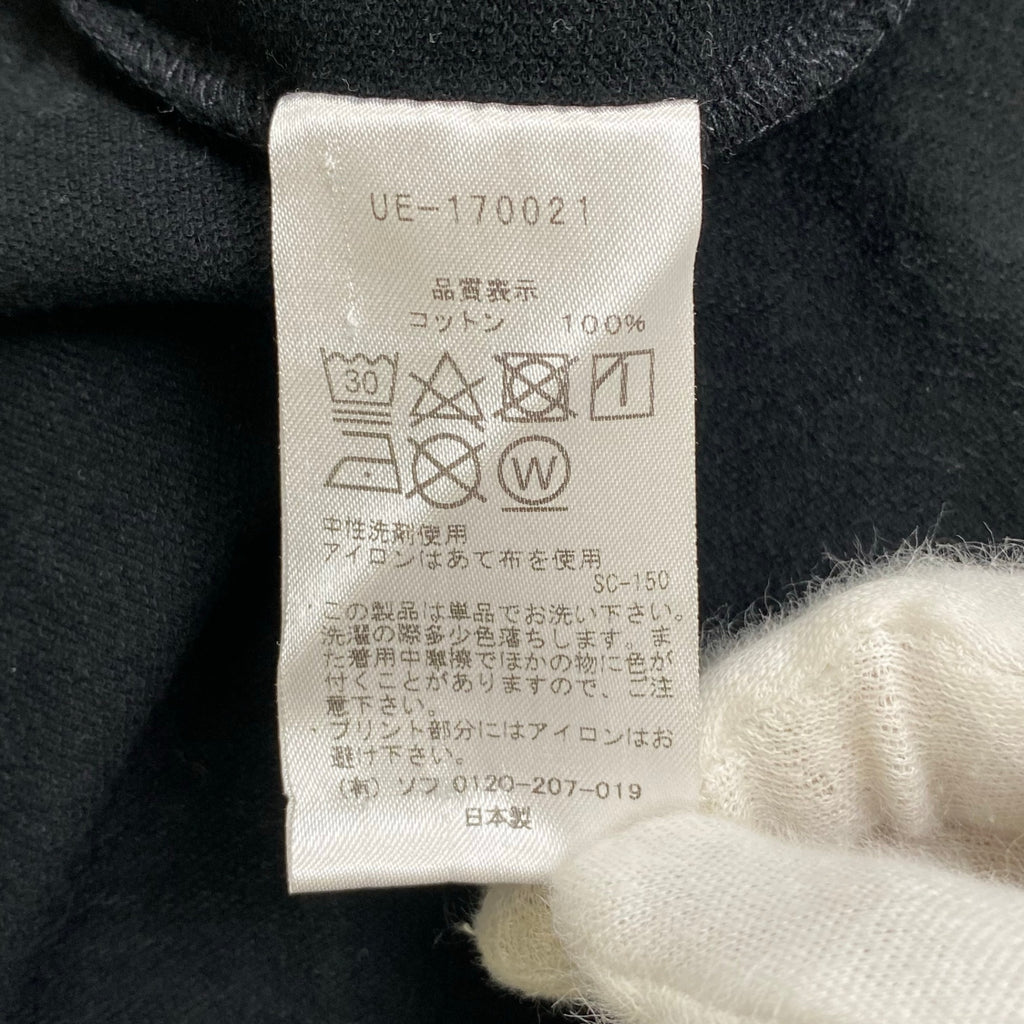 UE-170021
品質表示
コットン 100%
30
W
中性洗剤使用
アイロンはあて布を使用
SC-150
・この製品は単品でお洗い下さい。
洗濯の際多少色落ちします。ま
た着用中摩擦でほかの物に色が
付くことがありますので、ご注
意下さい。
・プリント部分にはアイロンはお
避け下さい。
(有) ソフ 0120-207-019
日本製